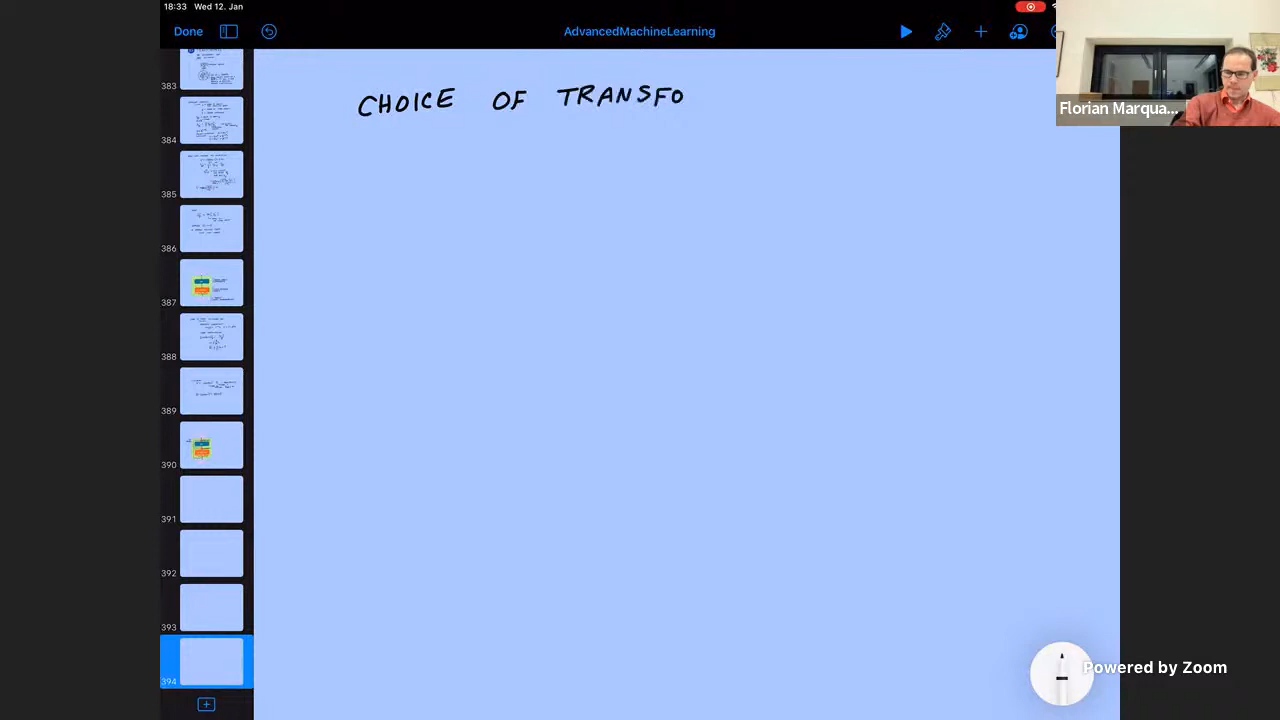 18:33 Wed 12. Jan
Done
AdvancedMachineLearning
CHOICE OF TRANSFO
Florian Marqua...
383
384
385
386
387
388
389
390
391
392
393
394
Powered by Zoom